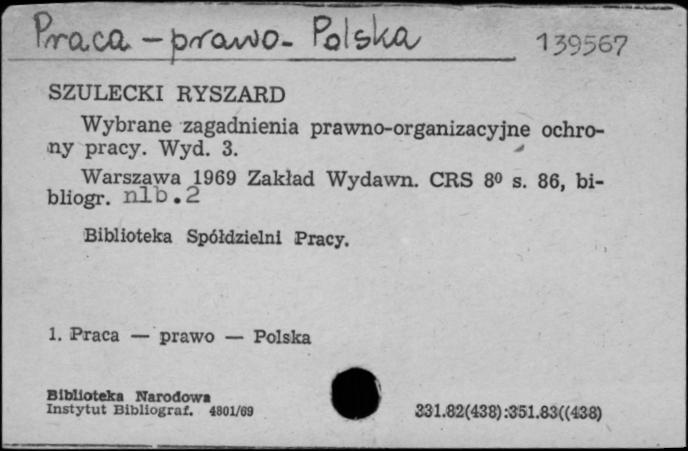 Praca - prawo - Polska 139567
SZULECKI RYSZARD
Wybrane zagadnienia prawno-organizacyjne ochro-
ny pracy. Wyd. 3.
Warszawa 1969 Zakład Wydawn. CRS 8⁰ s. 86, bi-
bliogr. nlb.2
Biblioteka Spółdzielni Pracy.
1. Praca — prawo — Polska
Biblioteka Narodowa
Instytut Bibliograf. 4801/69 331.82(438):351.83((438)